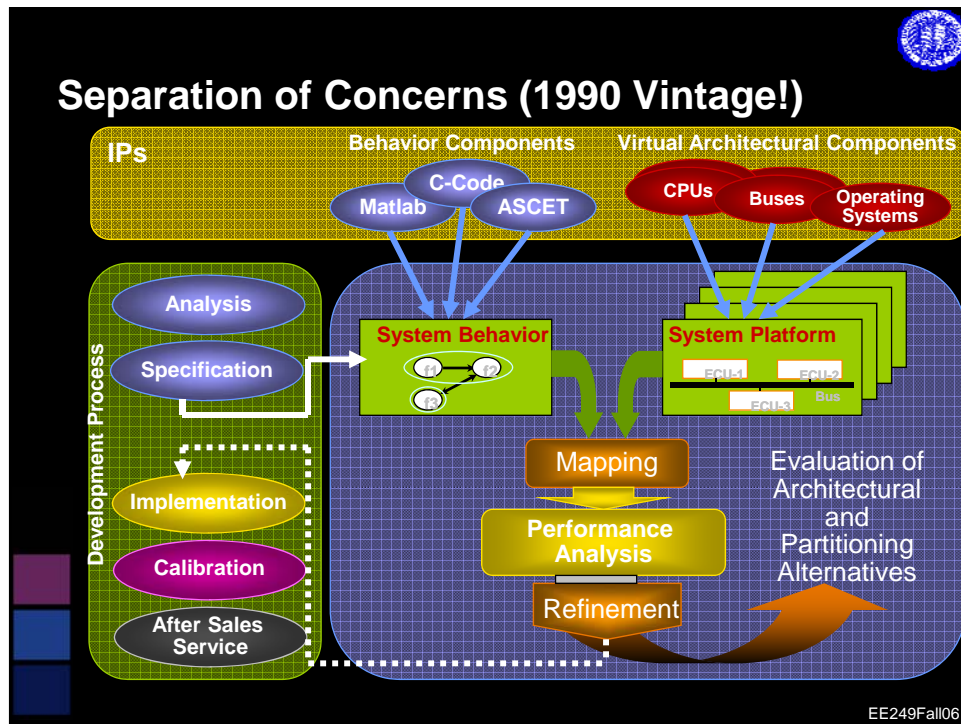 Separation of Concerns (1990 Vintage!)
IPs
Behavior Components
Virtual Architectural Components
C-Code
Matlab
ASCET
CPUs
Buses
Operating
Systems
Development Process
Analysis
Specification
Implementation
Calibration
After Sales
Service
System Behavior
f1
f2
f3
System Platform
ECU-1
ECU-2
Bus
ECU-3
Mapping
Performance
Analysis
Refinement
Evaluation of
Architectural
and
Partitioning
Alternatives
EE249Fall06